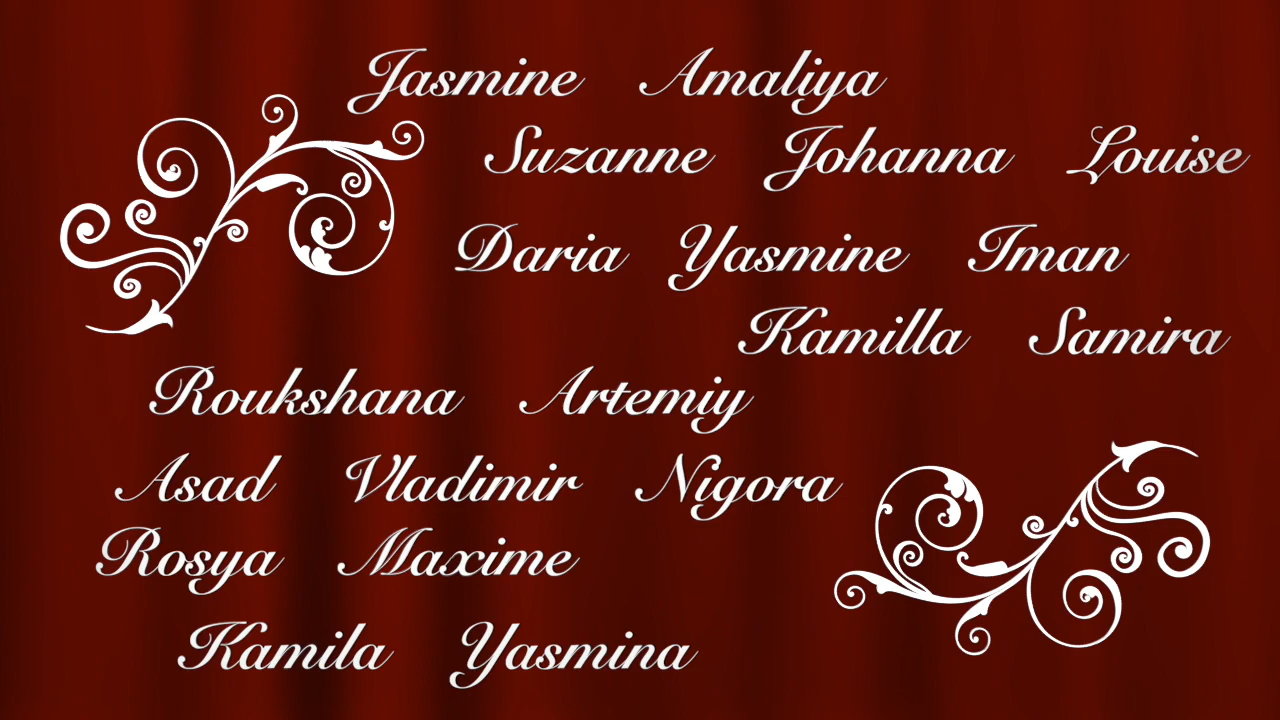 Jasmine Amaliya
Suzanne Johanna Louise
Daria Yasmine Iman
Kamilla Samira
Roukshana Artemiy
Asad Vladimir Nigora
Rosya Maxime
Kamila Yasmina